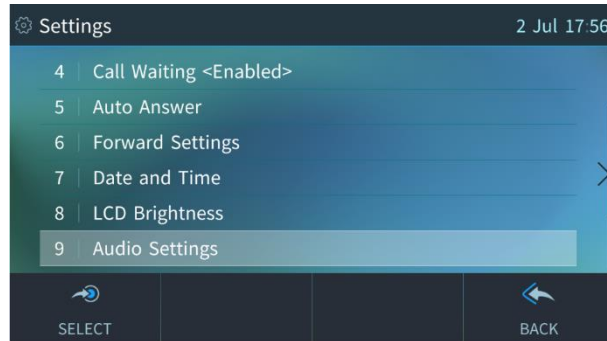 Settings 2 Jul 17:56
4 Call Waiting <Enabled>
5 Auto Answer
6 Forward Settings
7 Date and Time
8 LCD Brightness
9 Audio Settings
SELECT BACK